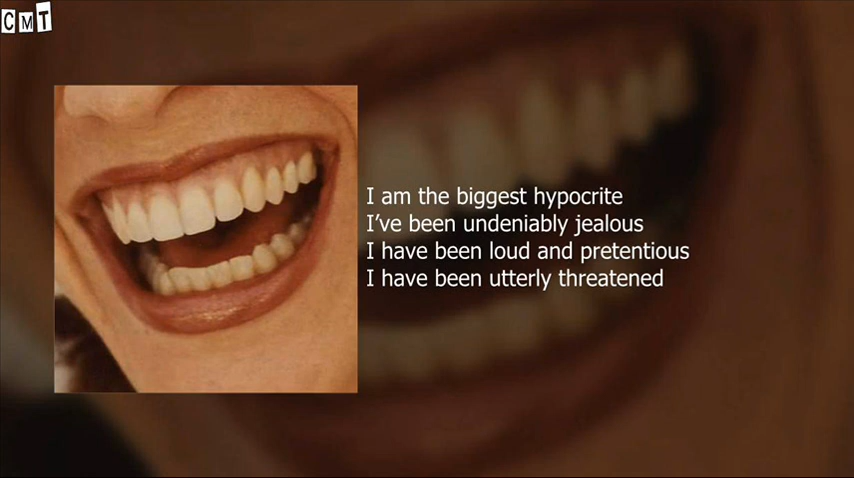 CMT
I am the biggest hypocrite
I've been undeniably jealous
I have been loud and pretentious
I have been utterly threatened